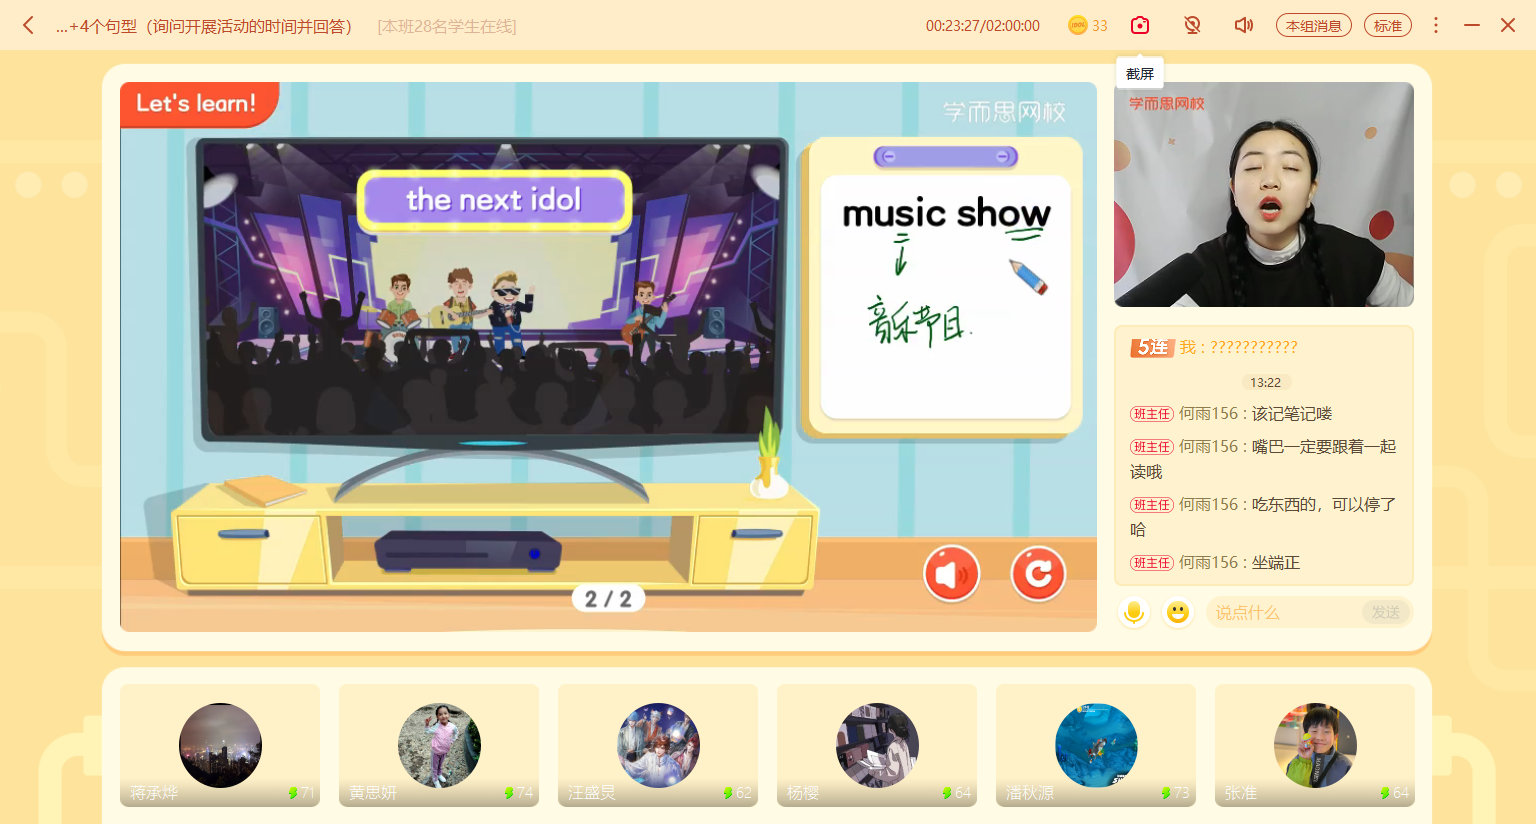 ...+4个句型（询问开展活动的时间并回答）
[本班28名学生在线]
00:23:27/02:00:00
33
本组消息
标准
截屏
Let's learn!
学而思网校
the next idol
music show
音乐节目.
2 / 2
学而思网校
5连 我 : ???????????
13:22
班主任 何雨156 : 该记笔记喽
班主任 何雨156 : 嘴巴一定要跟着一起
读哦
班主任 何雨156 : 吃东西的，可以停了
哈
班主任 何雨156 : 坐端正
说点什么
发送
蒋承烨 71
黄思妍 74
汪盛炅 62
杨樱 64
潘秋源 73
张准 64